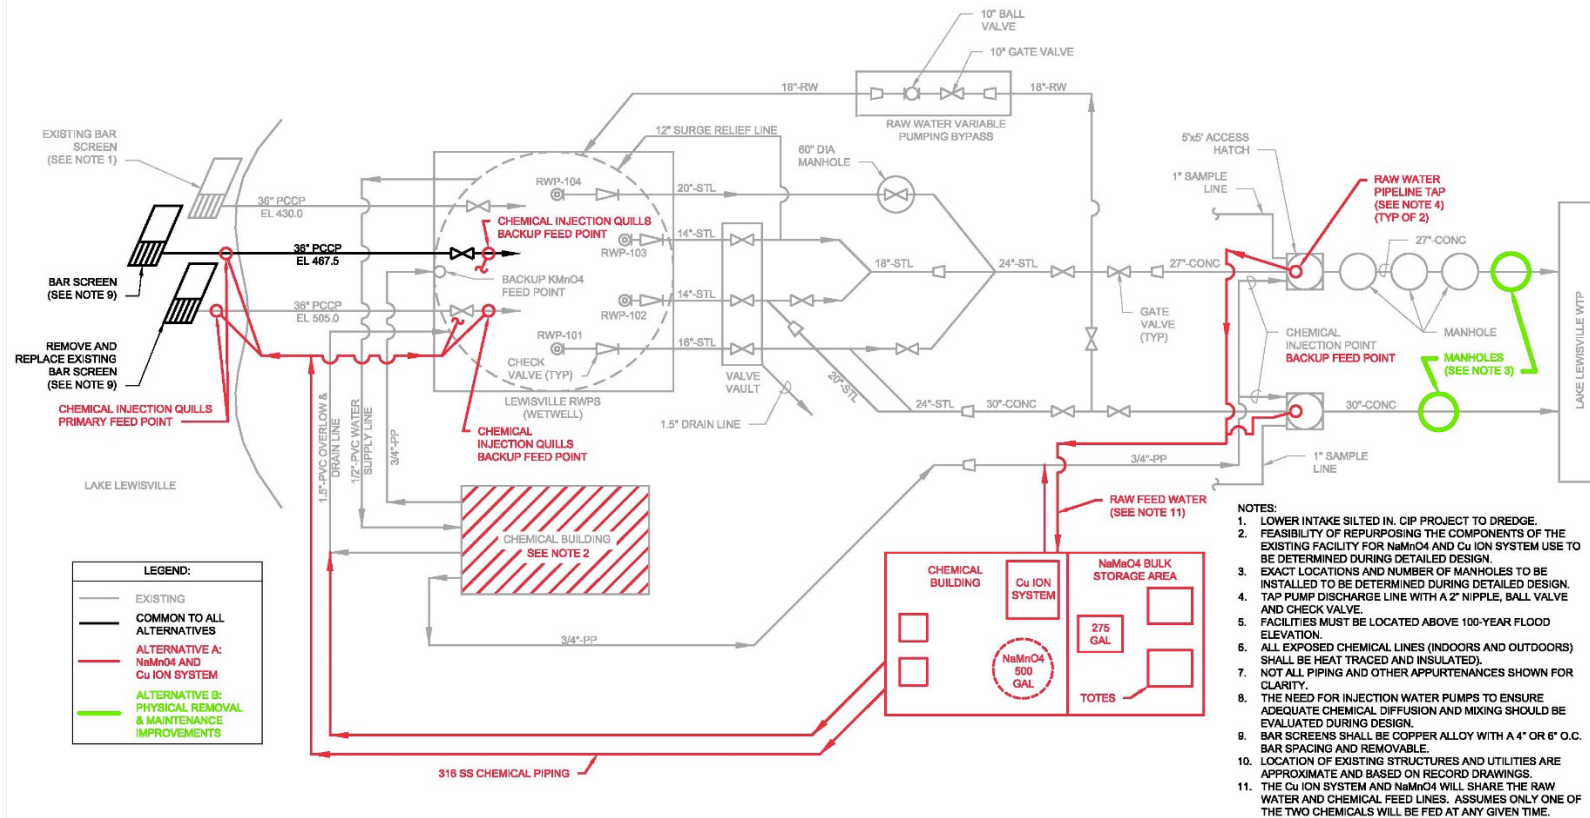 10" BALL
VALVE
10" GATE VALVE
18"-RW
18"-RW
RAW WATER VARIABLE
PUMPING BYPASS
EXISTING BAR
SCREEN
(SEE NOTE 1)
12" SURGE RELIEF LINE
60" DIA
MANHOLE
5'x5' ACCESS
HATCH
1" SAMPLE
LINE
RAW WATER
PIPELINE TAP
(SEE NOTE 4)
(TYP OF 2)
36" PCCP
EL 430.0
RWP-104
20"-STL
CHEMICAL INJECTION QUILLS
BACKUP FEED POINT
14"-STL
RWP-103
36" PCCP
EL 467.5
27"-CONC
18"-STL
24"-STL
27"-CONC
BACKUP KMnO4
FEED POINT
BAR SCREEN
(SEE NOTE 9)
36" PCCP
EL 505.0
14"-STL
RWP-102
GATE
VALVE
(TYP)
CHEMICAL
INJECTION POINT
BACKUP FEED POINT
MANHOLE
RWP-101
16"-STL
REMOVE AND
REPLACE EXISTING
BAR SCREEN
(SEE NOTE 9)
CHECK
VALVE (TYP)
VALVE
VAULT
20"-STL
MANHOLES
(SEE NOTE 3)
LAKE LEWISVILLE WTP
LEWISVILLE RWPS
(WETWELL)
24"-STL
30"-CONC
30"-CONC
CHEMICAL INJECTION QUILLS
PRIMARY FEED POINT
1.5" DRAIN LINE
CHEMICAL
INJECTION QUILLS
BACKUP FEED POINT
1.5"-PVC OVERLOW &
DRAIN LINE
1/2"-PVC WATER
SUPPLY LINE
3/4"-PP
3/4"-PP
1" SAMPLE
LINE
LAKE LEWISVILLE
RAW FEED WATER
(SEE NOTE 11)
CHEMICAL BUILDING
SEE NOTE 2
3/4"-PP
CHEMICAL
BUILDING
Cu ION
SYSTEM
NaMaO4 BULK
STORAGE AREA
275
GAL
NaMnO4
500
GAL
TOTES
316 SS CHEMICAL PIPING
LEGEND:
EXISTING
COMMON TO ALL
ALTERNATIVES
ALTERNATIVE A:
NaMn04 AND
Cu ION SYSTEM
ALTERNATIVE B:
PHYSICAL REMOVAL
& MAINTENANCE
IMPROVEMENTS
NOTES:
1. LOWER INTAKE SILTED IN. CIP PROJECT TO DREDGE.
2. FEASIBILITY OF REPURPOSING THE COMPONENTS OF THE
EXISTING FACILITY FOR NaMnO4 AND Cu ION SYSTEM USE TO
BE DETERMINED DURING DETAILED DESIGN.
3. EXACT LOCATIONS AND NUMBER OF MANHOLES TO BE
INSTALLED TO BE DETERMINED DURING DETAILED DESIGN.
4. TAP PUMP DISCHARGE LINE WITH A 2" NIPPLE, BALL VALVE
AND CHECK VALVE.
5. FACILITIES MUST BE LOCATED ABOVE 100-YEAR FLOOD
ELEVATION.
6. ALL EXPOSED CHEMICAL LINES (INDOORS AND OUTDOORS)
SHALL BE HEAT TRACED AND INSULATED).
7. NOT ALL PIPING AND OTHER APPURTENANCES SHOWN FOR
CLARITY.
8. THE NEED FOR INJECTION WATER PUMPS TO ENSURE
ADEQUATE CHEMICAL DIFFUSION AND MIXING SHOULD BE
EVALUATED DURING DESIGN.
9. BAR SCREENS SHALL BE COPPER ALLOY WITH A 4" OR 6" O.C.
BAR SPACING AND REMOVABLE.
10. LOCATION OF EXISTING STRUCTURES AND UTILITIES ARE
APPROXIMATE AND BASED ON RECORD DRAWINGS.
11. THE Cu ION SYSTEM AND NaMnO4 WILL SHARE THE RAW
WATER AND CHEMICAL FEED LINES. ASSUMES ONLY ONE OF
THE TWO CHEMICALS WILL BE FED AT ANY GIVEN TIME.